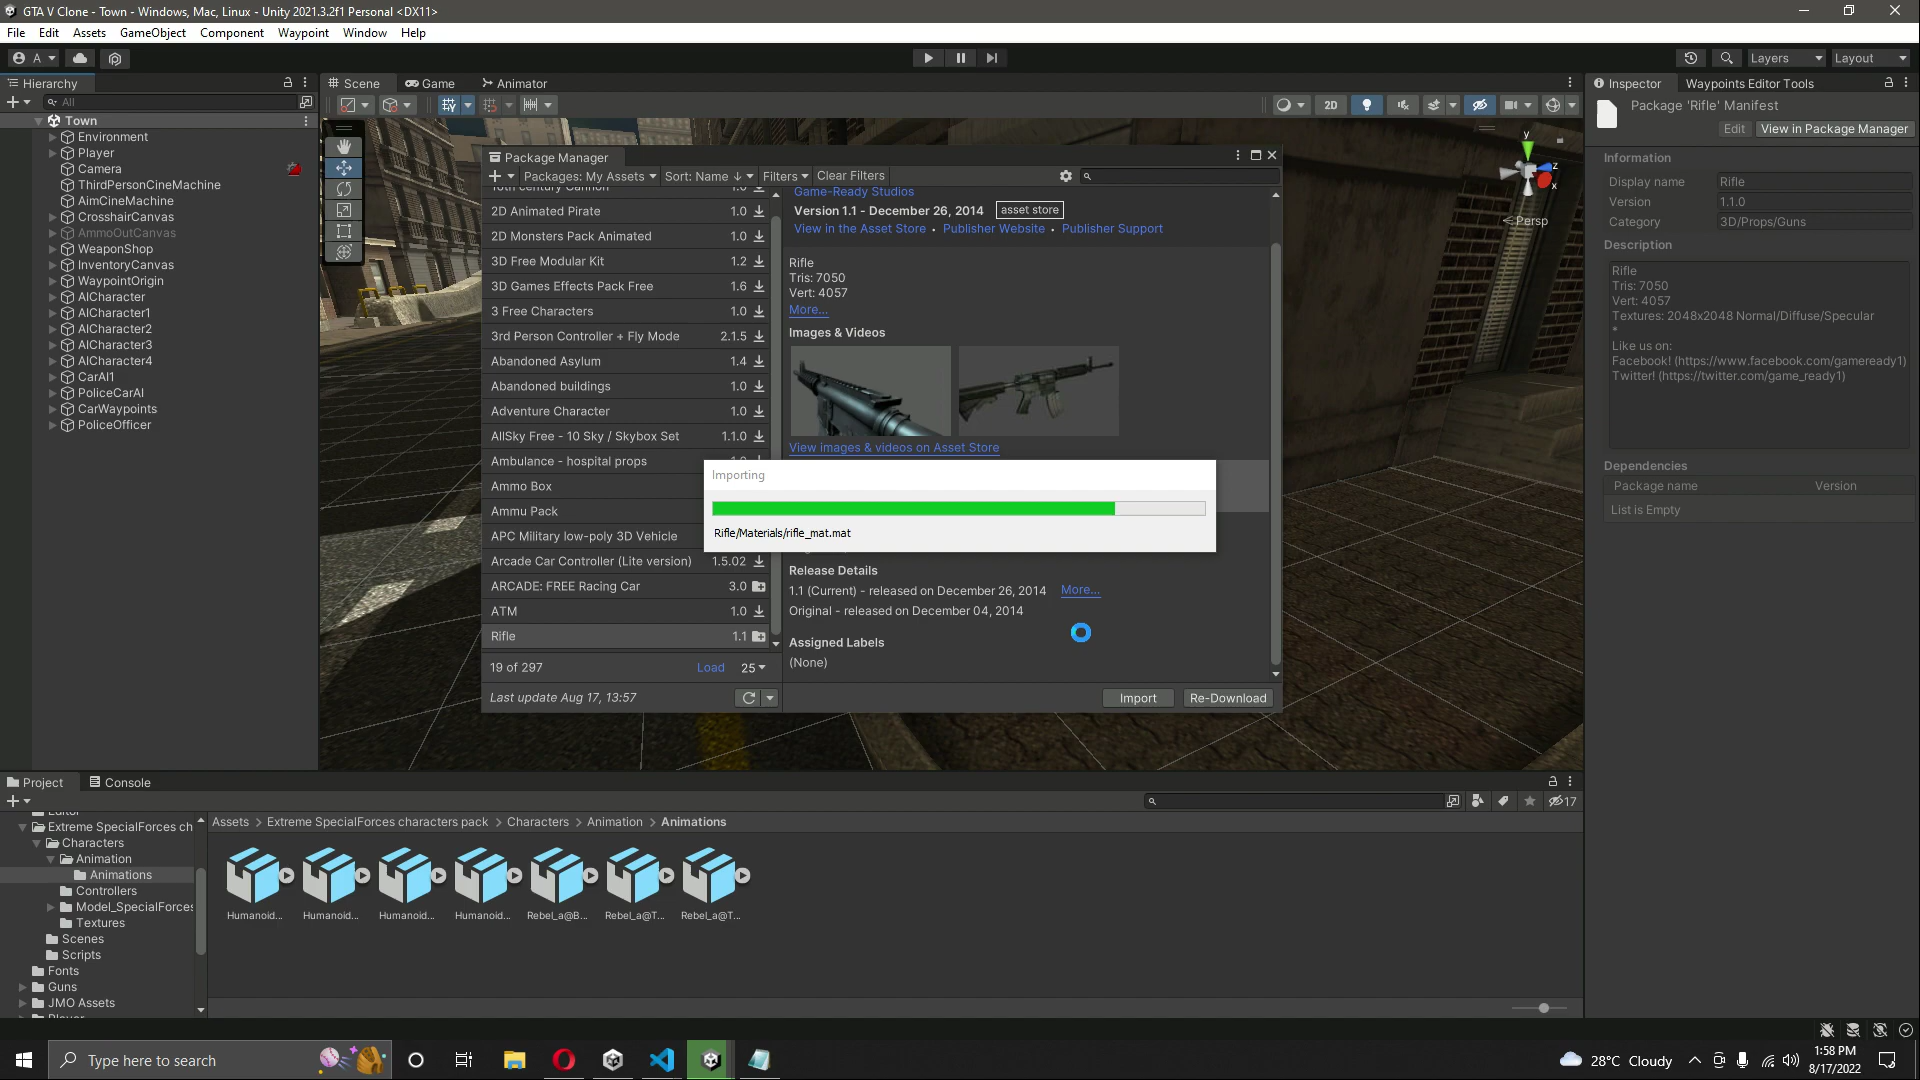 GTA V Clone - Town - Windows, Mac, Linux - Unity 2021.3.2f1 Personal <DX11>
File Edit Assets GameObject Component Waypoint Window Help
A
Layers Layout
Hierarchy
All
Town
Environment
Player
Camera
ThirdPersonCineMachine
AimCineMachine
CrosshairCanvas
AmmoOutCanvas
WeaponShop
InventoryCanvas
WaypointOrigin
AICharacter
AICharacter1
AICharacter2
AICharacter3
AICharacter4
CarAI1
PoliceCarAI
CarWaypoints
PoliceOfficer
Scene Game Animator
2D
y
z
x
Persp
Package Manager
Packages: My Assets Sort: Name ↓ Filters Clear Filters
2D Animated Pirate 1.0
2D Monsters Pack Animated 1.0
3D Free Modular Kit 1.2
3D Games Effects Pack Free 1.6
3 Free Characters 1.0
3rd Person Controller + Fly Mode 2.1.5
Abandoned Asylum 1.4
Abandoned buildings 1.0
Adventure Character 1.0
AllSky Free - 10 Sky / Skybox Set 1.1.0
Ambulance - hospital props
Ammo Box
Ammu Pack
APC Military low-poly 3D Vehicle
Arcade Car Controller (Lite version) 1.5.02
ARCADE: FREE Racing Car 3.0
ATM 1.0
Rifle 1.1
19 of 297 Load 25
Last update Aug 17, 13:57
Game-Ready Studios
Version 1.1 - December 26, 2014 asset store
View in the Asset Store • Publisher Website • Publisher Support
Rifle
Tris: 7050
Vert: 4057
More...
Images & Videos
View images & videos on Asset Store
Importing
Rifle/Materials/rifle_mat.mat
Release Details
1.1 (Current) - released on December 26, 2014 More...
Original - released on December 04, 2014
Assigned Labels
(None)
Import Re-Download
Inspector Waypoints Editor Tools
Package 'Rifle' Manifest
Edit View in Package Manager
Information
Display name Rifle
Version 1.1.0
Category 3D/Props/Guns
Description
Rifle
Tris: 7050
Vert: 4057
Textures: 2048x2048 Normal/Diffuse/Specular
*
Like us on:
Facebook! (https://www.facebook.com/gameready1)
Twitter! (https://twitter.com/game_ready1)
Dependencies
Package name Version
List is Empty
Project Console
17
Extreme SpecialForces ch
Characters
Animation
Animations
Controllers
Model_SpecialForces
Textures
Scenes
Scripts
Fonts
Guns
JMO Assets
Assets > Extreme SpecialForces characters pack > Characters > Animation > Animations
Humanoid... Humanoid... Humanoid... Humanoid... Rebel_a@B... Rebel_a@T... Rebel_a@T...
Type here to search
28°C Cloudy
1:58 PM
8/17/2022